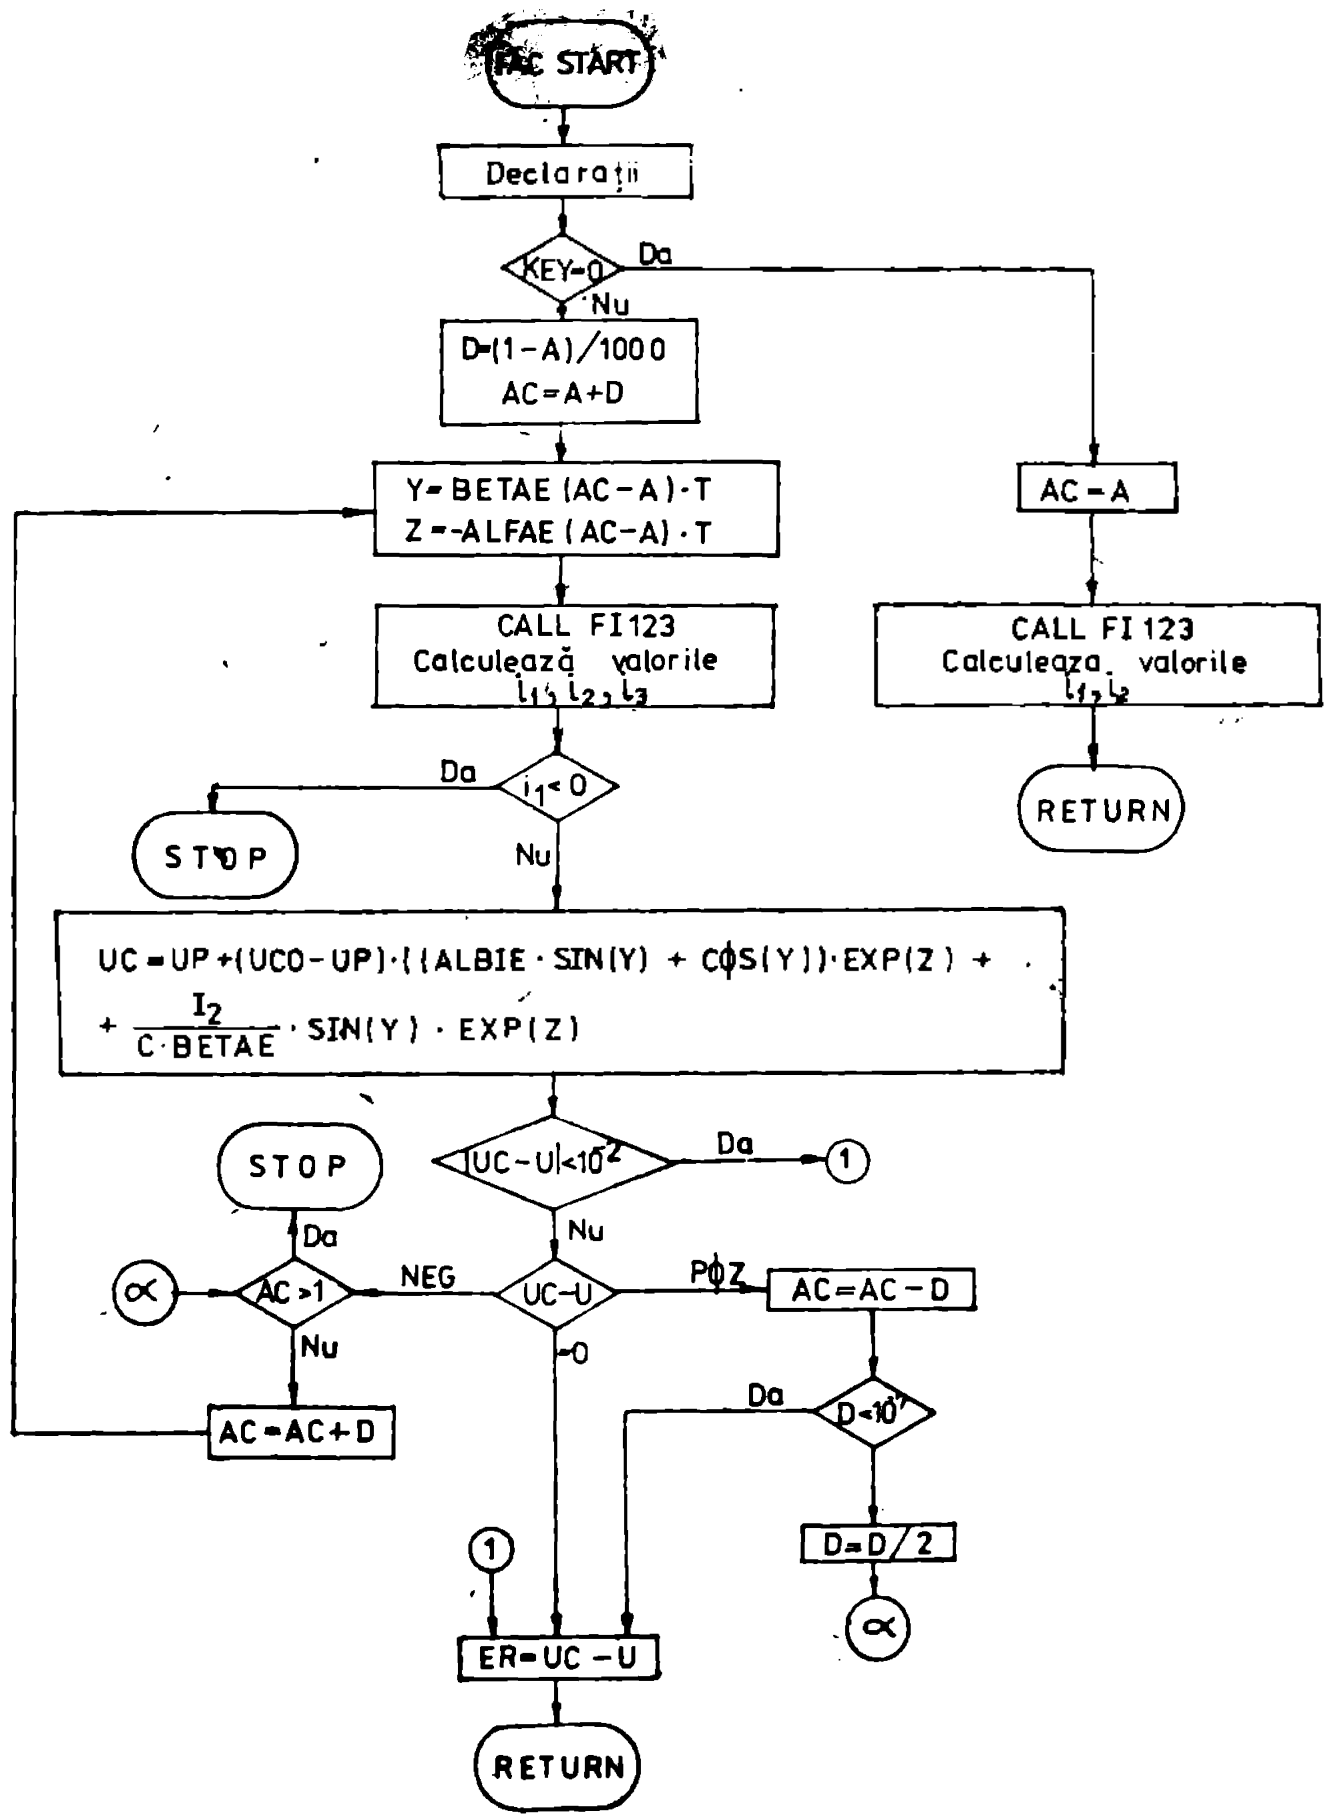 FAC START
Declarații
KEY=0
Da
Nu
D=(1-A)/1000
AC=A+D
Y=BETAE(AC-A)·T
Z=-ALFAE(AC-A)·T
AC=A
CALL FI123
Calculează valorile
i₁, i₂, i₃
CALL FI123
Calculeaza valorile
i₁, i₂
i₁<0
Da
Nu
STOP
RETURN
UC=UP+(UCO-UP)·((ALBIE·SIN(Y)+CϕS(Y))·EXP(Z)+
+ I₂/C·BETAE · SIN(Y)·EXP(Z)
|UC-U|<10⁻²
Da
1
Nu
STOP
Da
α
AC>1
NEG
UC-U
PϕZ
AC=AC-D
Nu
=0
AC=AC+D
Da
D<10⁻⁷
D=D/2
α
1
ER=UC-U
RETURN